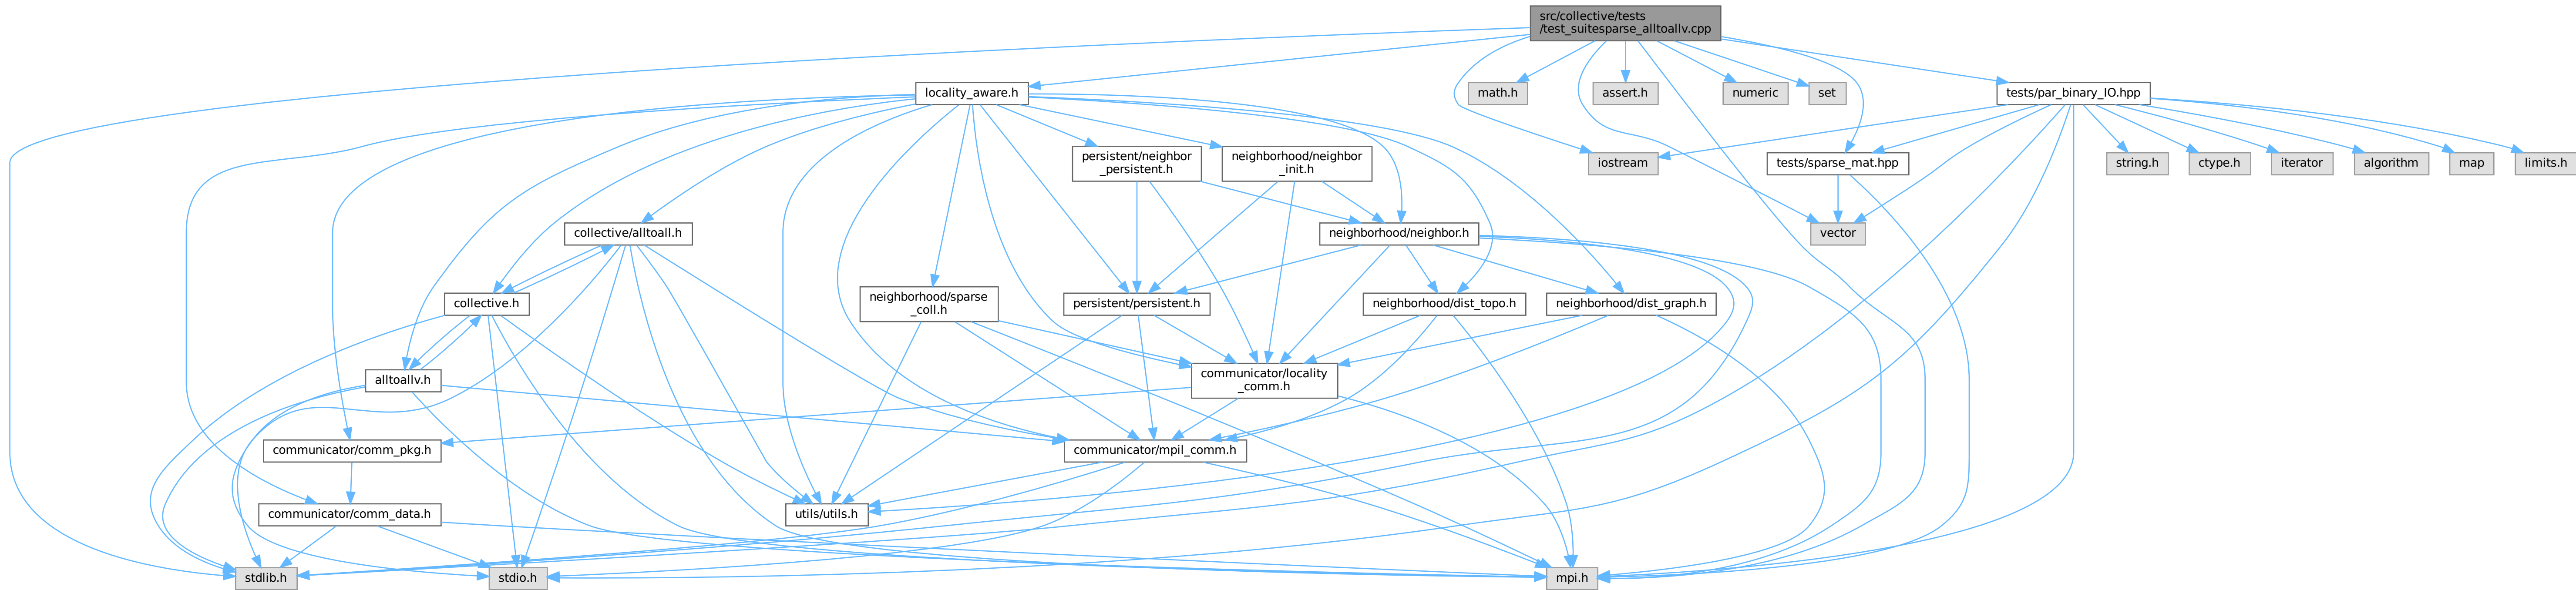 src/collective/tests
/test_suitesparse_alltoallv.cpp
locality_aware.h
math.h
assert.h
numeric
set
tests/par_binary_IO.hpp
persistent/neighbor
_persistent.h
neighborhood/neighbor
_init.h
iostream
tests/sparse_mat.hpp
string.h
ctype.h
iterator
algorithm
map
limits.h
collective/alltoall.h
neighborhood/neighbor.h
vector
collective.h
neighborhood/sparse
_coll.h
persistent/persistent.h
neighborhood/dist_topo.h
neighborhood/dist_graph.h
alltoallv.h
communicator/locality
_comm.h
communicator/comm_pkg.h
communicator/mpil_comm.h
communicator/comm_data.h
utils/utils.h
stdlib.h
stdio.h
mpi.h